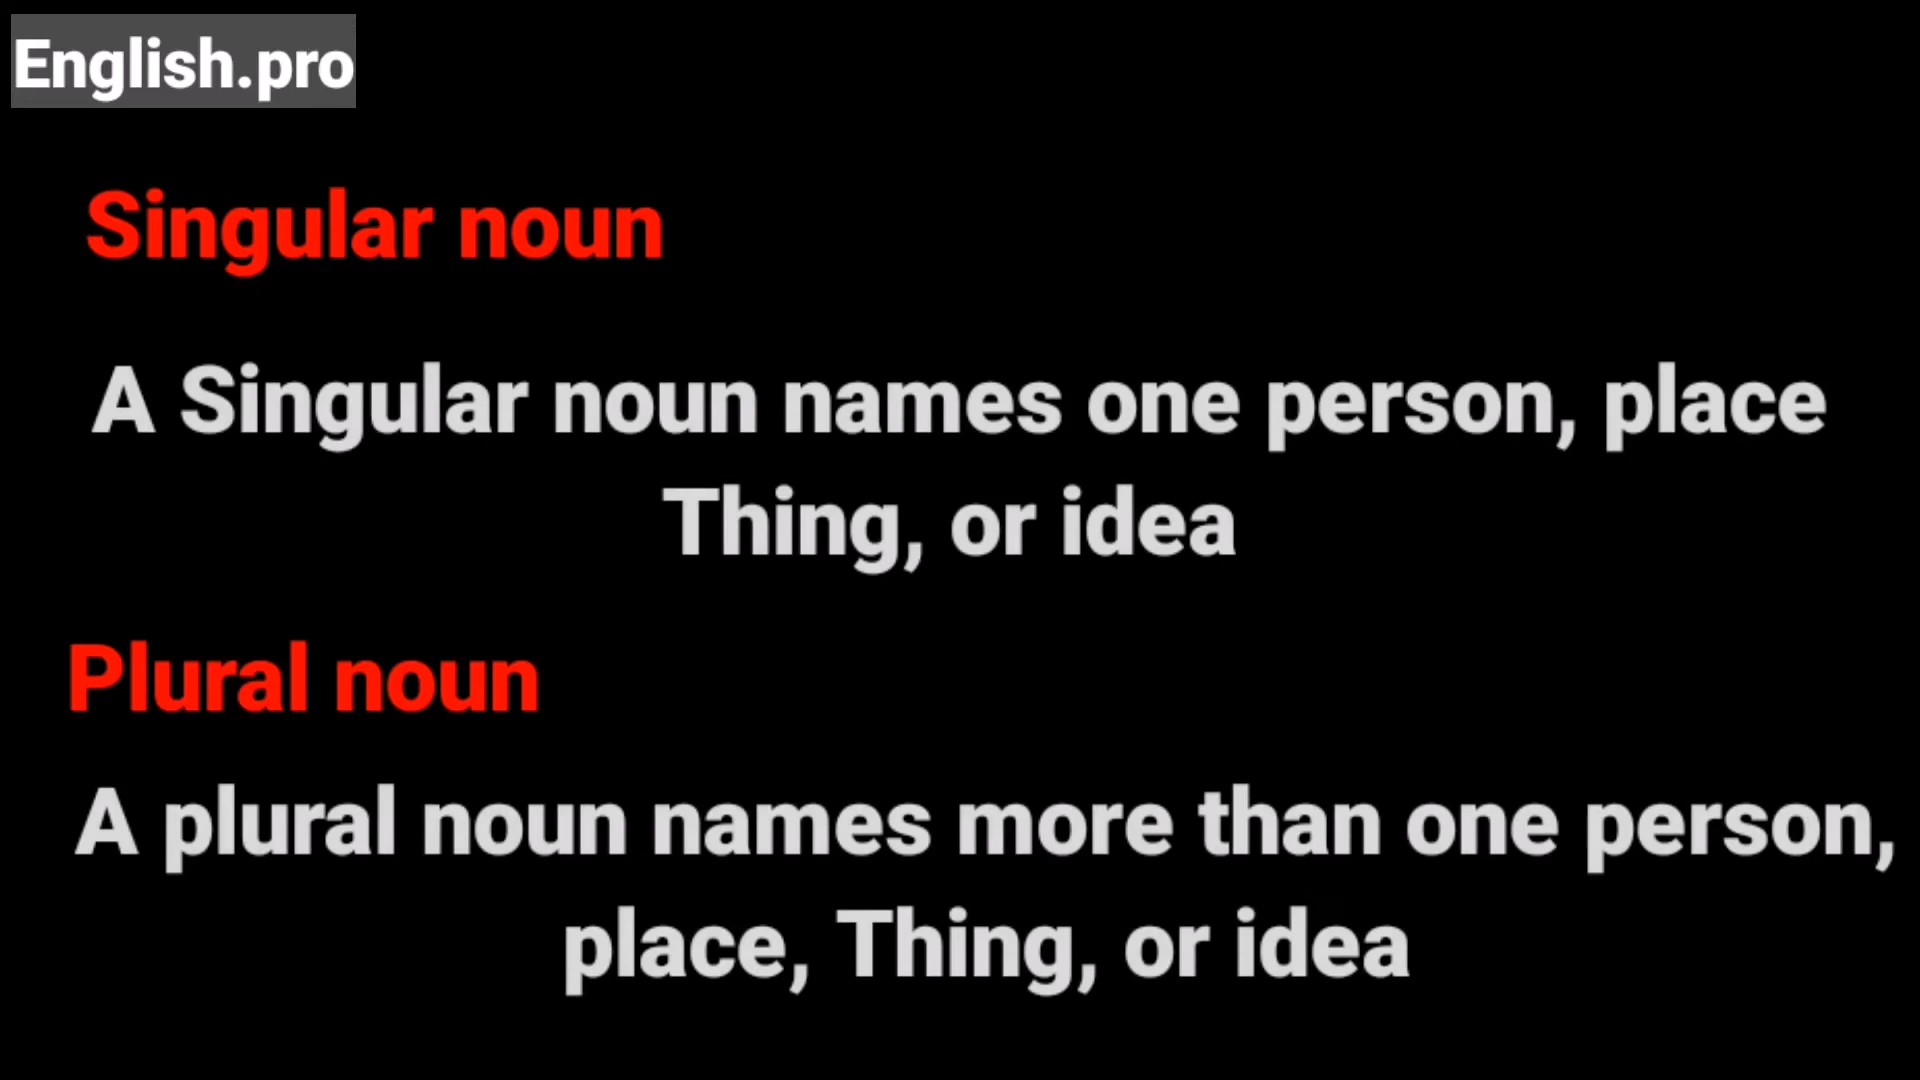 English.pro
Singular noun
A Singular noun names one person, place
Thing, or idea
Plural noun
A plural noun names more than one person,
place, Thing, or idea